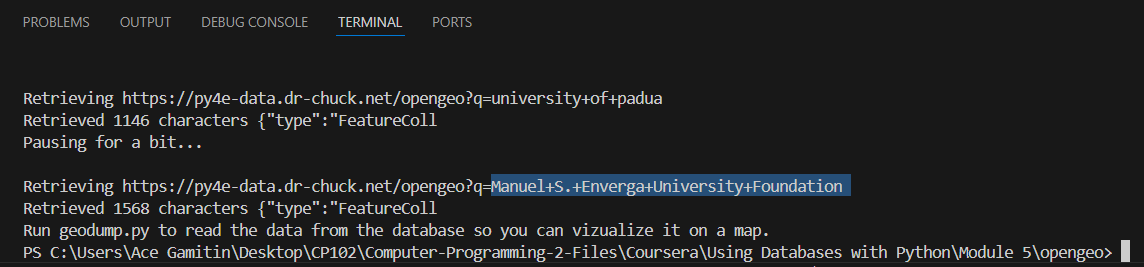 PROBLEMS OUTPUT DEBUG CONSOLE TERMINAL PORTS
Retrieving https://py4e-data.dr-chuck.net/opengeo?q=university+of+padua
Retrieved 1146 characters {"type":"FeatureColl
Pausing for a bit...
Retrieving https://py4e-data.dr-chuck.net/opengeo?q=Manuel+S.+Enverga+University+Foundation
Retrieved 1568 characters {"type":"FeatureColl
Run geodump.py to read the data from the database so you can vizualize it on a map.
PS C:\Users\Ace Gamitin\Desktop\CP102\Computer-Programming-2-Files\Coursera\Using Databases with Python\Module 5\opengeo>